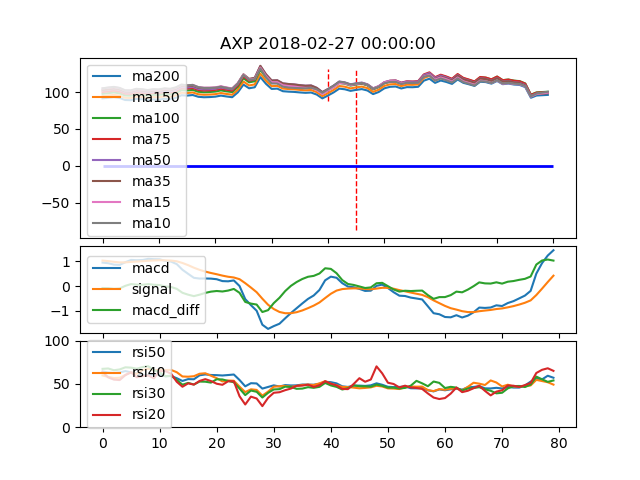 AXP 2018-02-27 00:00:00
100
50
0
−50
ma200
ma150
ma100
ma75
ma50
ma35
ma15
ma10
1
0
−1
macd
signal
macd_diff
100
50
0
rsi50
rsi40
rsi30
rsi20
0 10 20 30 40 50 60 70 80